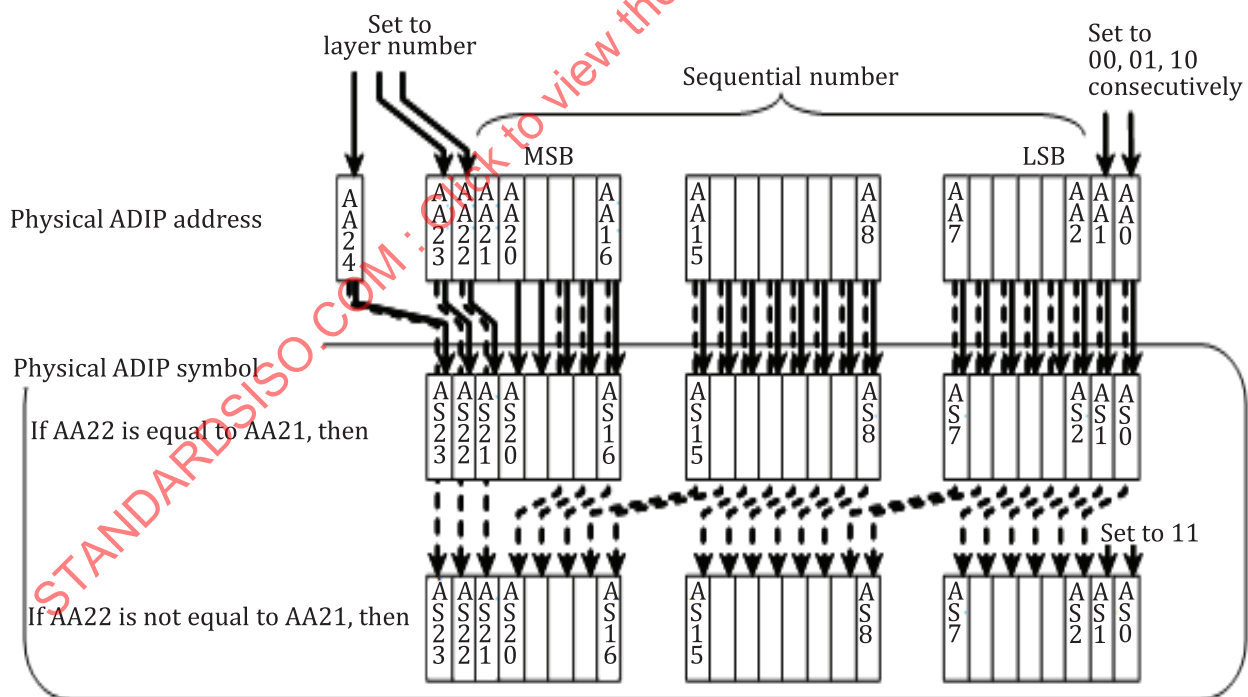 Set to
layer number
Set to
00, 01, 10
consecutively
Sequential number
MSB
LSB
Physical ADIP address
AA24
AA23
AA22
AA21
AA20
AA16
AA15
AA8
AA7
AA2
AA1
AA0
Physical ADIP symbol
If AA22 is equal to AA21, then
AS23
AS22
AS21
AS20
AS16
AS15
AS8
AS7
AS2
AS1
AS0
Set to 11
If AA22 is not equal to AA21, then
AS23
AS22
AS21
AS20
AS16
AS15
AS8
AS7
AS2
AS1
AS0
STANDARDSISO.COM : Click to view the